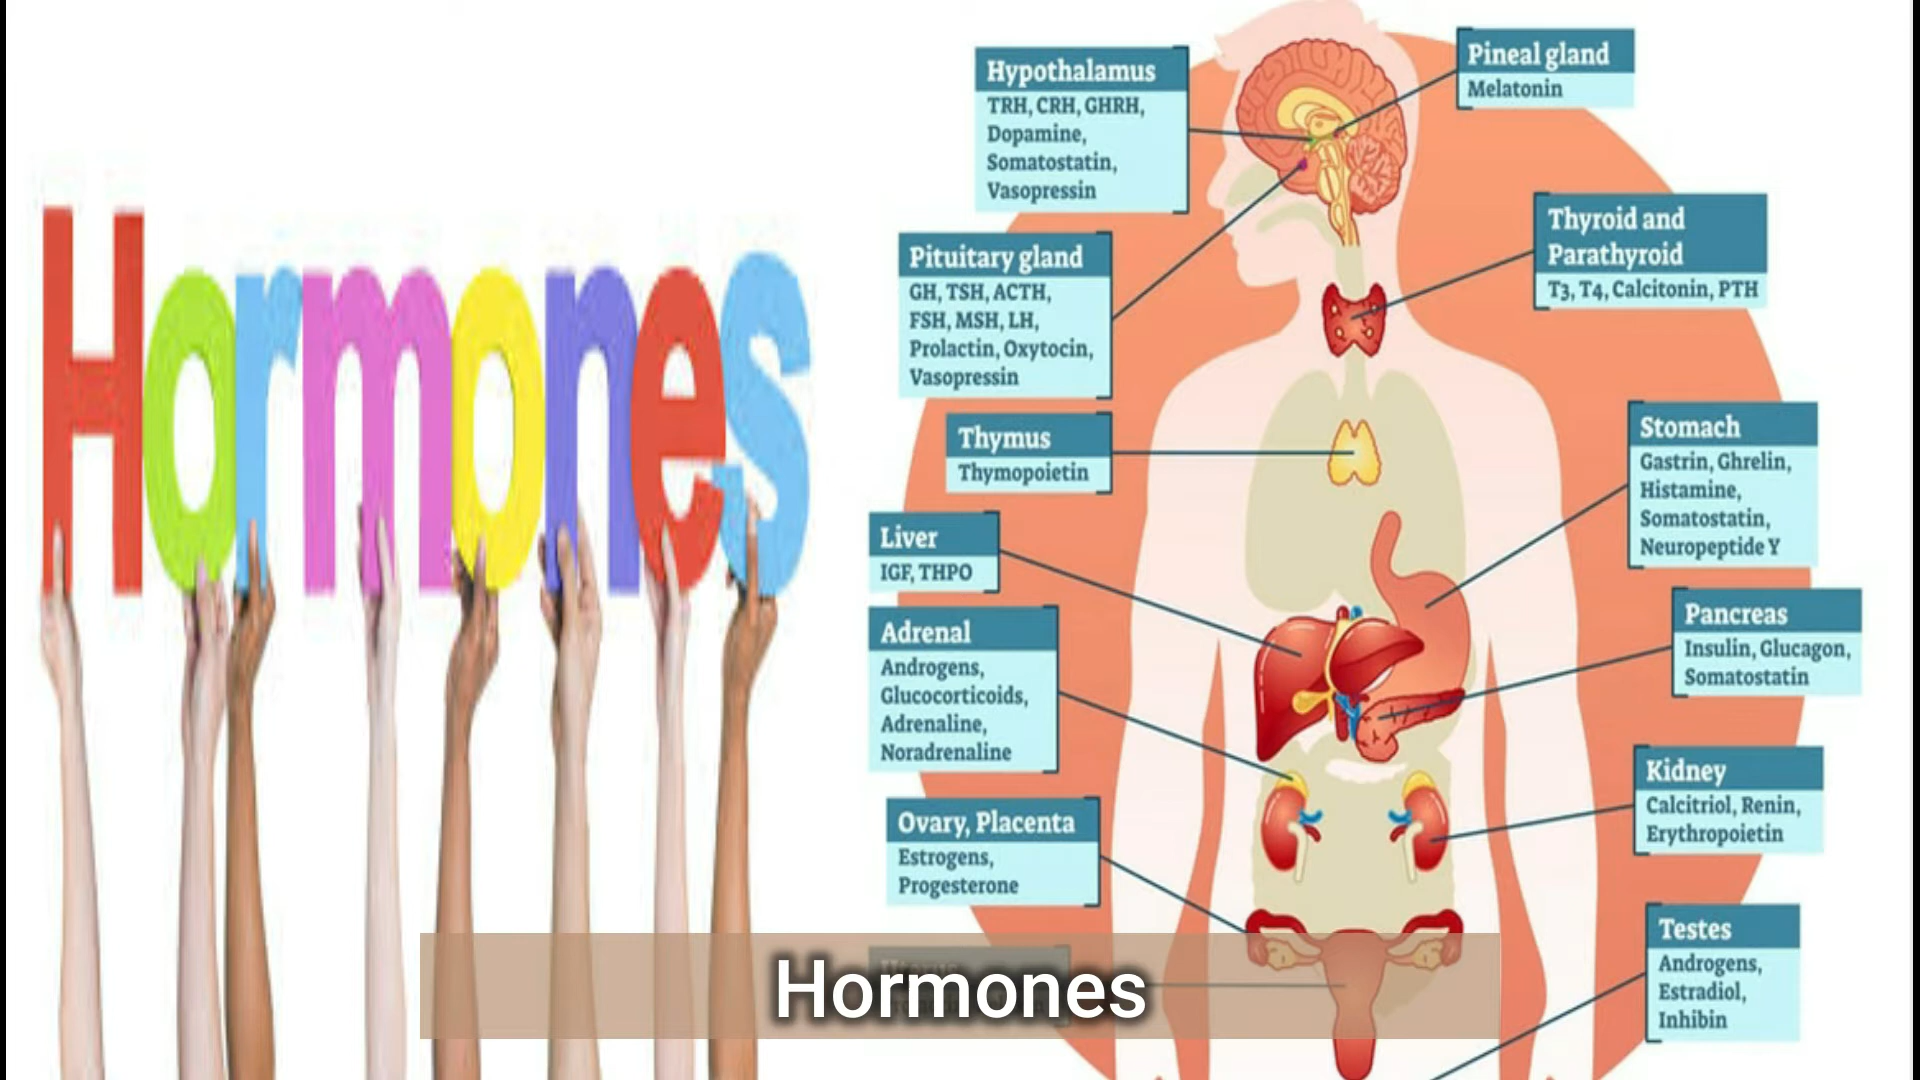 Hormones
Hypothalamus
TRH, CRH, GHRH,
Dopamine,
Somatostatin,
Vasopressin
Pineal gland
Melatonin
Pituitary gland
GH, TSH, ACTH,
FSH, MSH, LH,
Prolactin, Oxytocin,
Vasopressin
Thyroid and
Parathyroid
T3, T4, Calcitonin, PTH
Thymus
Thymopoietin
Stomach
Gastrin, Ghrelin,
Histamine,
Somatostatin,
Neuropeptide Y
Liver
IGF, THPO
Adrenal
Androgens,
Glucocorticoids,
Adrenaline,
Noradrenaline
Pancreas
Insulin, Glucagon,
Somatostatin
Kidney
Calcitriol, Renin,
Erythropoietin
Ovary, Placenta
Estrogens,
Progesterone
Testes
Androgens,
Estradiol,
Inhibin
Hormones